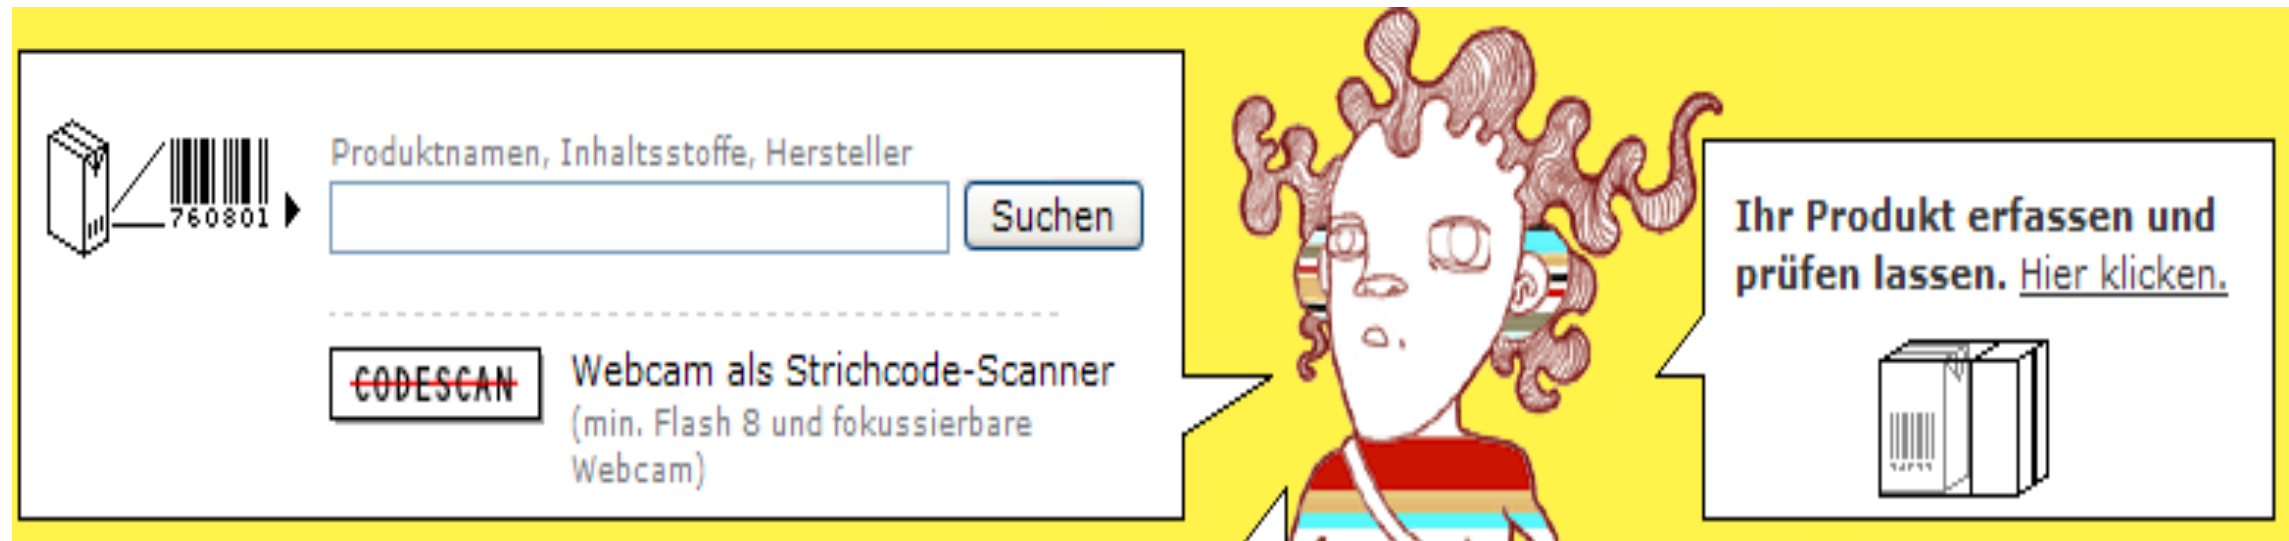 Produktnamen, Inhaltsstoffe, Hersteller
760801
Suchen
CODESCAN
Webcam als Strichcode-Scanner
(min. Flash 8 und fokussierbare
Webcam)
Ihr Produkt erfassen und
prüfen lassen. Hier klicken.